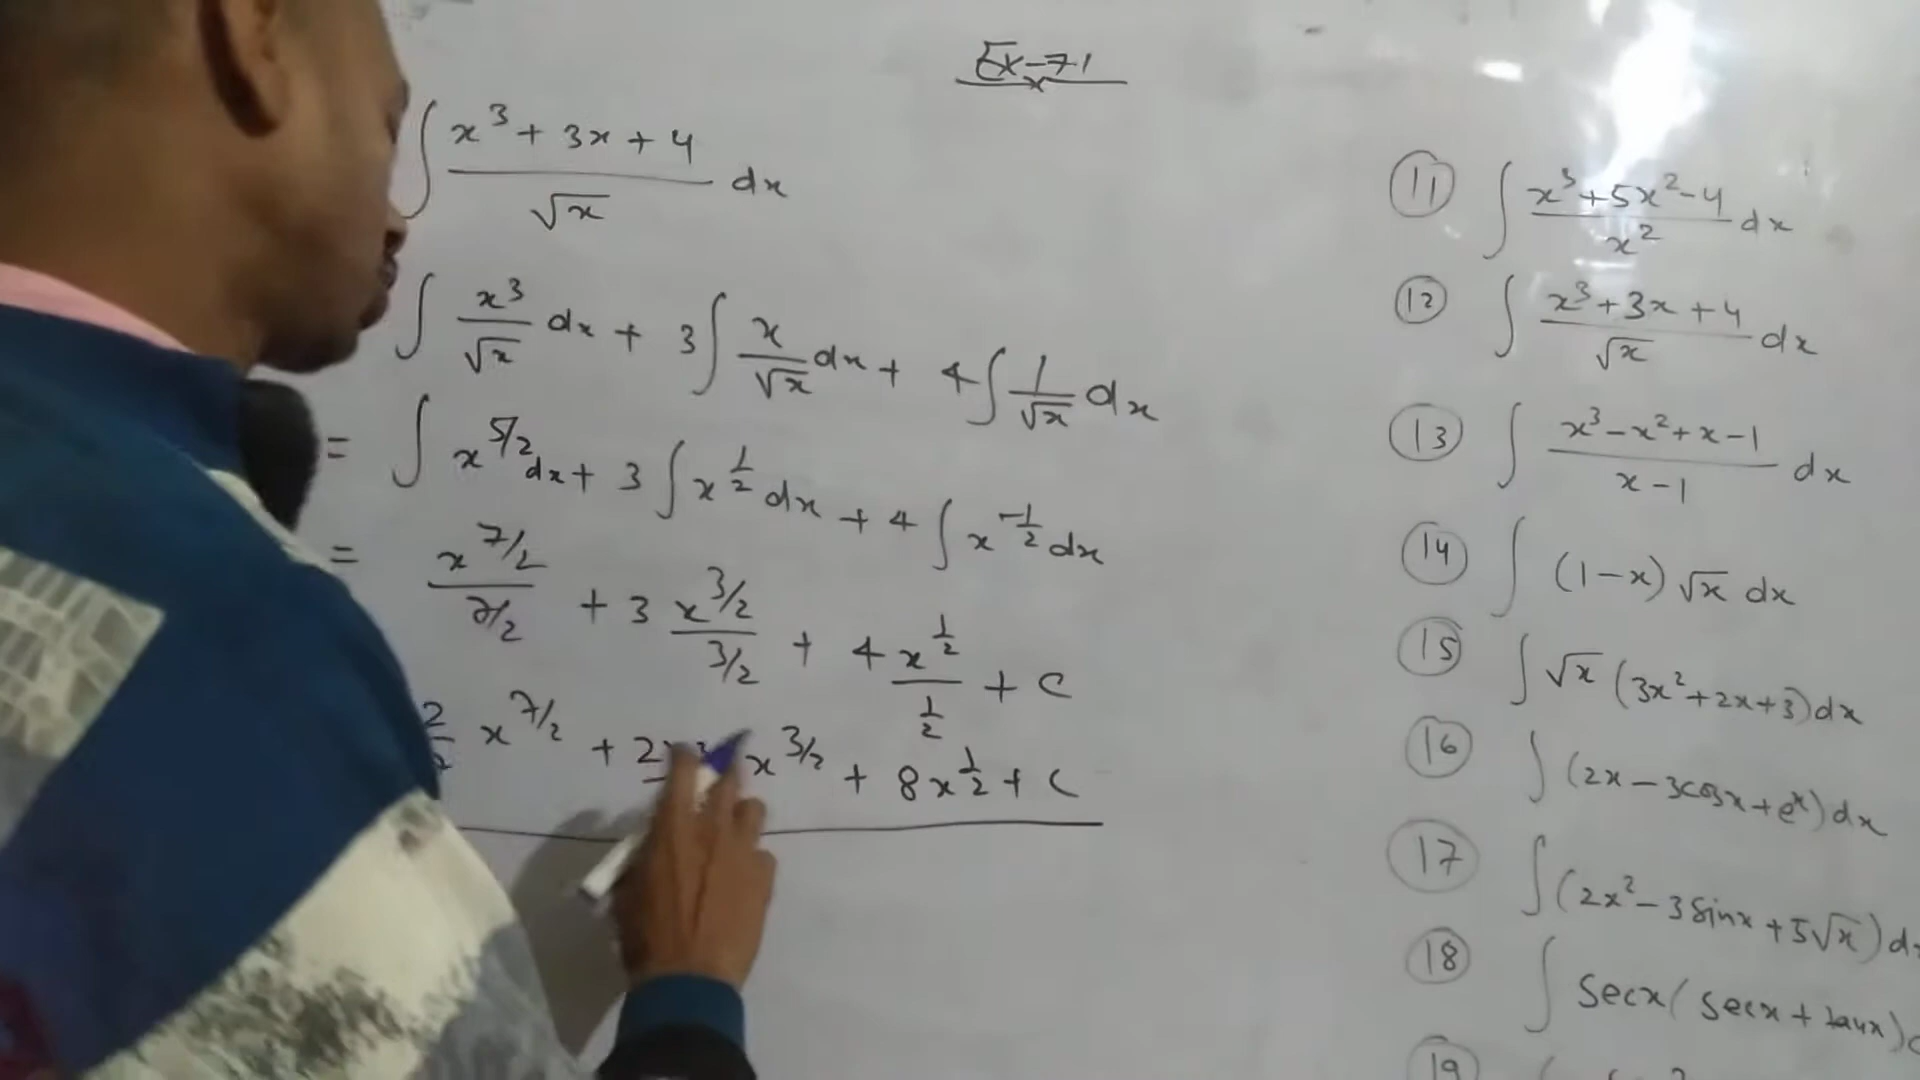 Ex-7.1
∫ x³ + 3x + 4 / √x dx
∫ x³/√x dx + 3∫ x/√x dx + 4∫ 1/√x dx
= ∫ x^5/2 dx + 3∫ x^1/2 dx + 4∫ x^-1/2 dx
= x^7/2 / 7/2 + 3 x^3/2 / 3/2 + 4 x^1/2 / 1/2 + C
x^7/2 + 2 x^3/2 + 8x^1/2 + C
(11) ∫ x³+5x²-4 / x² dx
(12) ∫ x³+3x+4 / √x dx
(13) ∫ x³-x²+x-1 / x-1 dx
(14) ∫ (1-x)√x dx
(15) ∫ √x (3x²+2x+3)dx
(16) ∫ (2x-3cosx+e^x)dx
(17) ∫ (2x²-3sinx+5√x)d
(18) ∫ secx(secx+tanx)
(19)